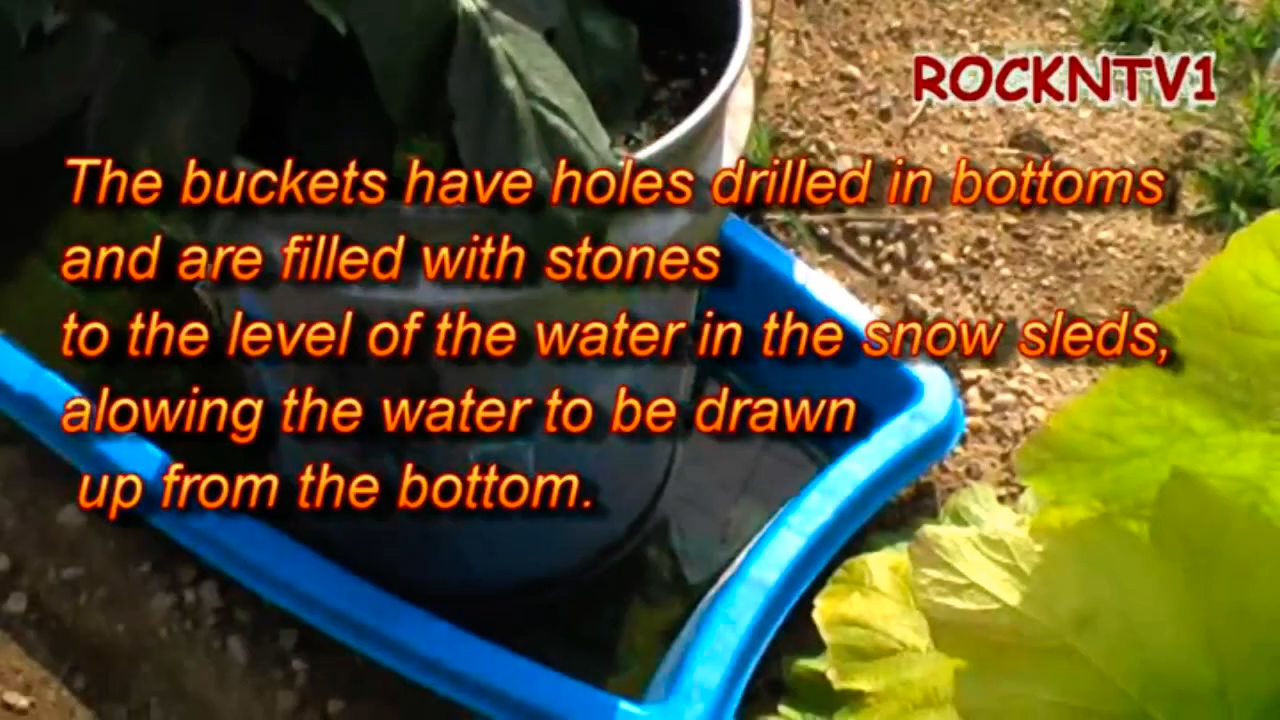 ROCKNTV1
The buckets have holes drilled in bottoms
and are filled with stones
to the level of the water in the snow sleds,
alowing the water to be drawn
up from the bottom.